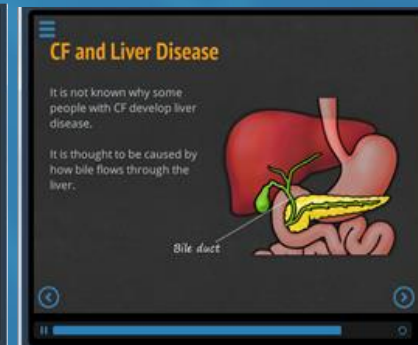 CF and Liver Disease
It is not known why some
people with CF develop liver
disease.
It is thought to be caused by
how bile flows through the
liver.
Bile duct